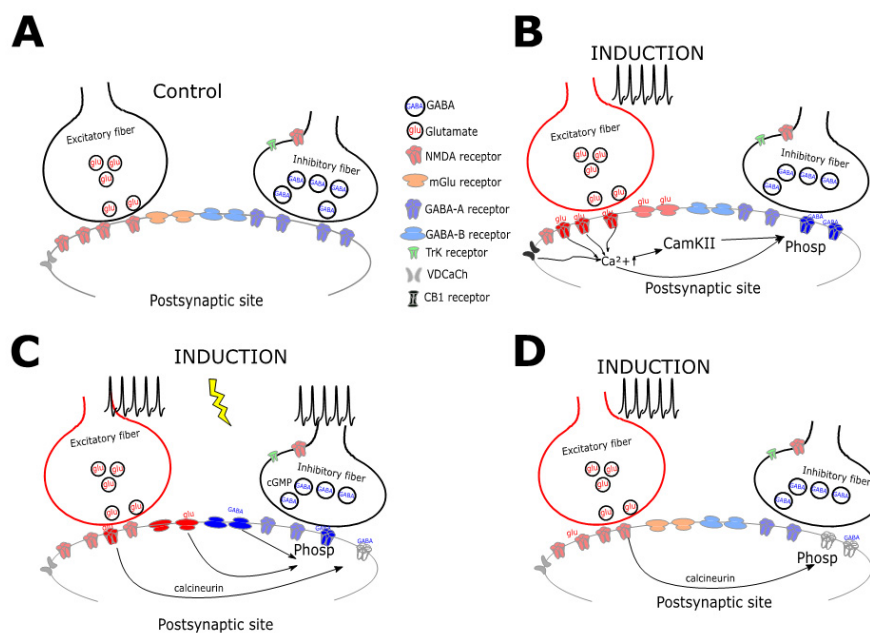 A
Control
Excitatory fiber
glu glu
glu
glu glu
Inhibitory fiber
GABA GABA GABA
GABA GABA
GABA GABA
glu Glutamate
NMDA receptor
mGlu receptor
GABA-A receptor
GABA-B receptor
TrK receptor
VDCaCh
CB1 receptor
Postsynaptic site
B
INDUCTION
Excitatory fiber
glu glu
glu
glu glu
Inhibitory fiber
GABA GABA GABA
GABA
glu glu glu glu glu
GABA
GABA
Ca²+↑
CamKII
Phosp
Postsynaptic site
C
INDUCTION
Excitatory fiber
glu glu
glu
glu glu
Inhibitory fiber
cGMP GABA GABA GABA
GABA
glu glu
GABA
GABA
GABA
Phosp
calcineurin
Postsynaptic site
D
INDUCTION
Excitatory fiber
glu glu
glu
glu glu
Inhibitory fiber
GABA GABA GABA
GABA GABA
glu
GABA
Phosp
calcineurin
Postsynaptic site